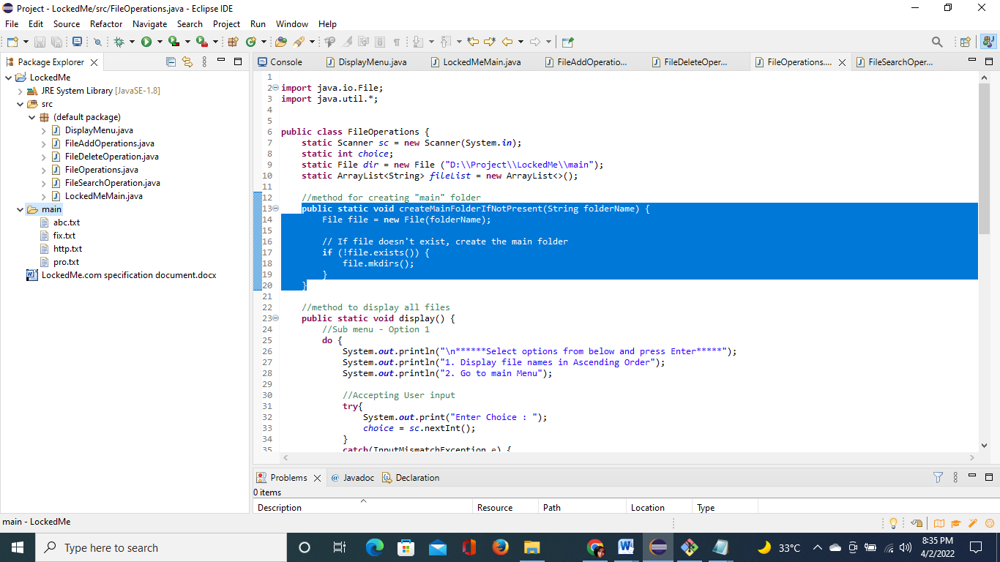 Project - LockedMe/src/FileOperations.java - Eclipse IDE
File Edit Source Refactor Navigate Search Project Run Window Help
Package Explorer
LockedMe
JRE System Library [JavaSE-1.8]
src
(default package)
DisplayMenu.java
FileAddOperations.java
FileDeleteOperation.java
FileOperations.java
FileSearchOperation.java
LockedMeMain.java
main
abc.txt
fix.txt
http.txt
pro.txt
LockedMe.com specification document.docx
Console DisplayMenu.java LockedMeMain.java FileAddOperatio... FileDeleteOper... FileOperations.... FileSearchOper...
1
2 import java.io.File;
3 import java.util.*;
4
5
6 public class FileOperations {
7 static Scanner sc = new Scanner(System.in);
8 static int choice;
9 static File dir = new File ("D:\\Project\\LockedMe\\main");
10 static ArrayList<String> fileList = new ArrayList<>();
11
12 //method for creating "main" folder
13 public static void createMainFolderIfNotPresent(String folderName) {
14 File file = new File(folderName);
15
16 // If file doesn't exist, create the main folder
17 if (!file.exists()) {
18 file.mkdirs();
19 }
20 }
21
22 //method to display all files
23 public static void display() {
24 //Sub menu - Option 1
25 do {
26 System.out.println("\n******Select options from below and press Enter*****");
27 System.out.println("1. Display file names in Ascending Order");
28 System.out.println("2. Go to main Menu");
29
30 //Accepting User input
31 try{
32 System.out.print("Enter Choice : ");
33 choice = sc.nextInt();
34 }
35 catch(InputMismatchException e) {
Problems @ Javadoc Declaration
0 items
Description Resource Path Location Type
main - LockedMe
Type here to search
33°C
8:35 PM
4/2/2022